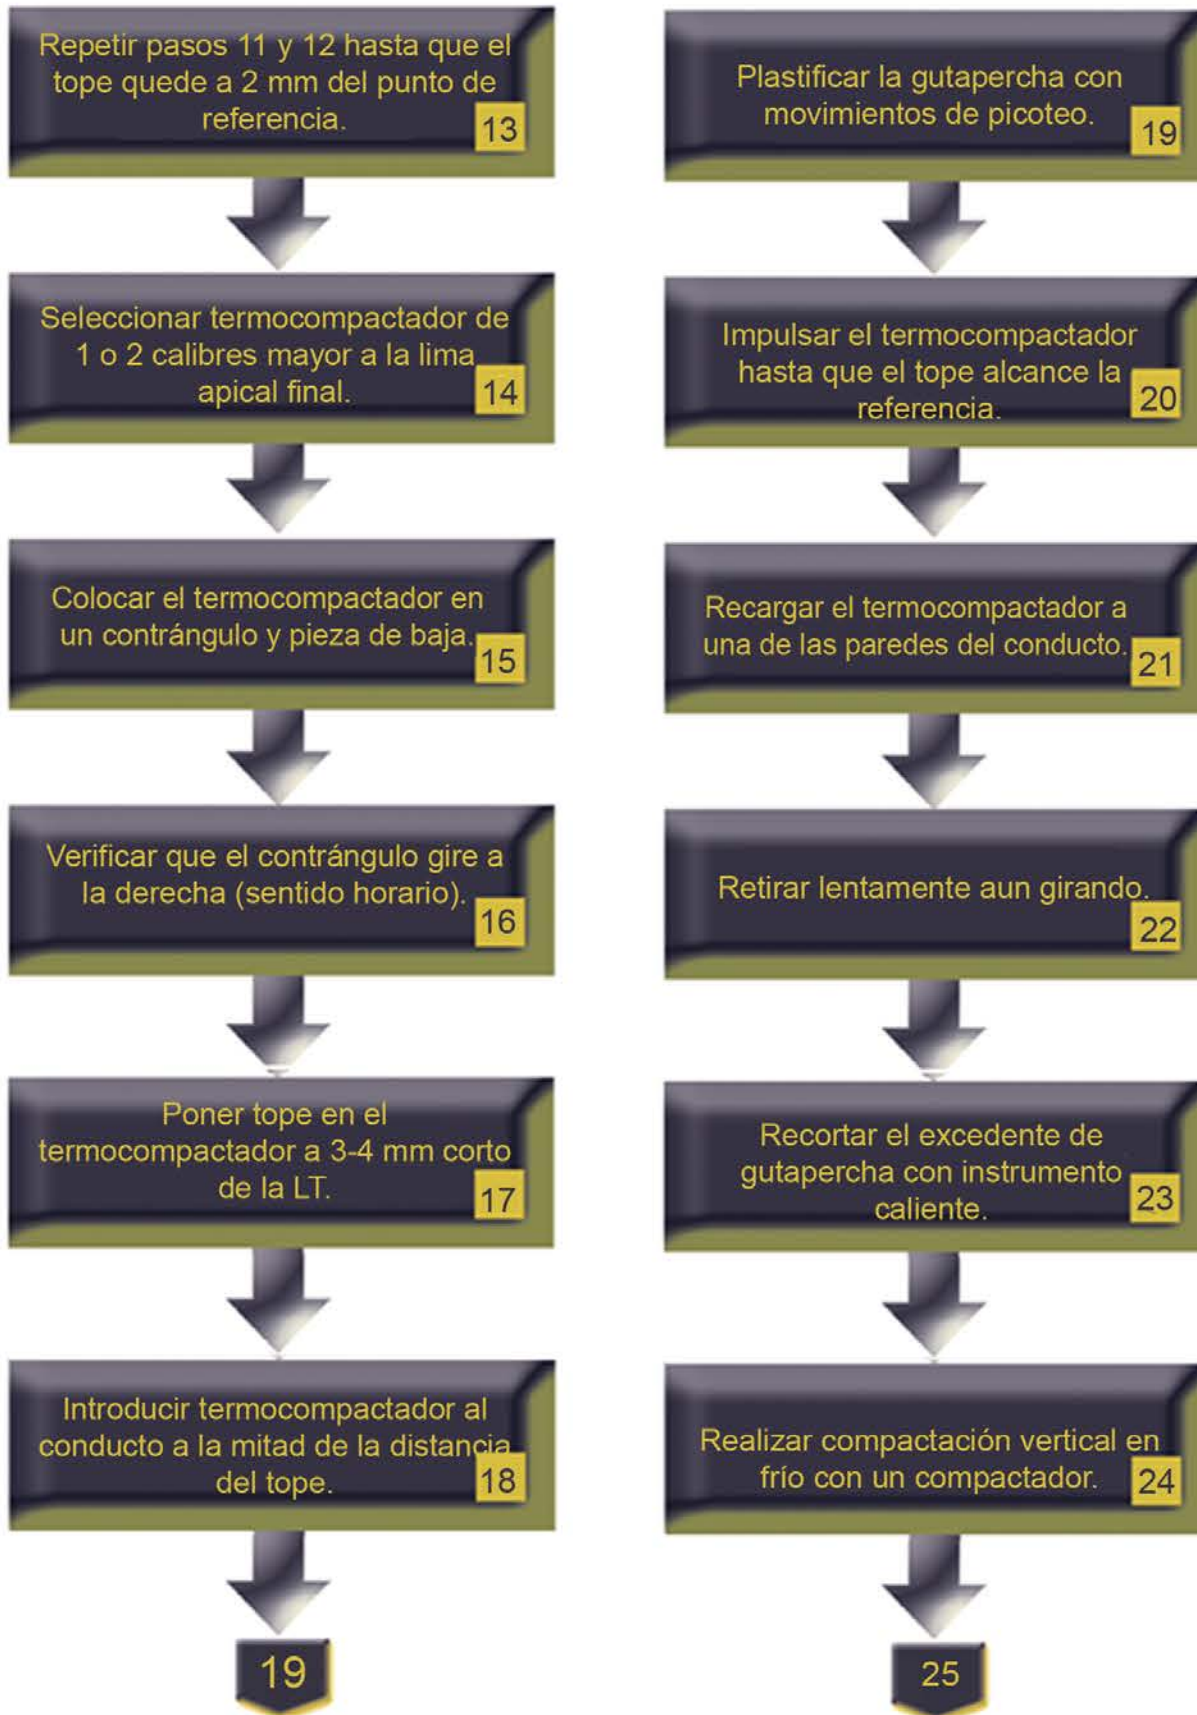 Repetir pasos 11 y 12 hasta que el
tope quede a 2 mm del punto de
referencia.
13
Seleccionar termocompactador de
1 o 2 calibres mayor a la lima
apical final.
14
Colocar el termocompactador en
un contrángulo y pieza de baja.
15
Verificar que el contrángulo gire a
la derecha (sentido horario).
16
Poner tope en el
termocompactador a 3-4 mm corto
de la LT.
17
Introducir termocompactador al
conducto a la mitad de la distancia
del tope.
18
19
Plastificar la gutapercha con
movimientos de picoteo.
19
Impulsar el termocompactador
hasta que el tope alcance la
referencia.
20
Recargar el termocompactador a
una de las paredes del conducto.
21
Retirar lentamente aun girando.
22
Recortar el excedente de
gutapercha con instrumento
caliente.
23
Realizar compactación vertical en
frío con un compactador.
24
25